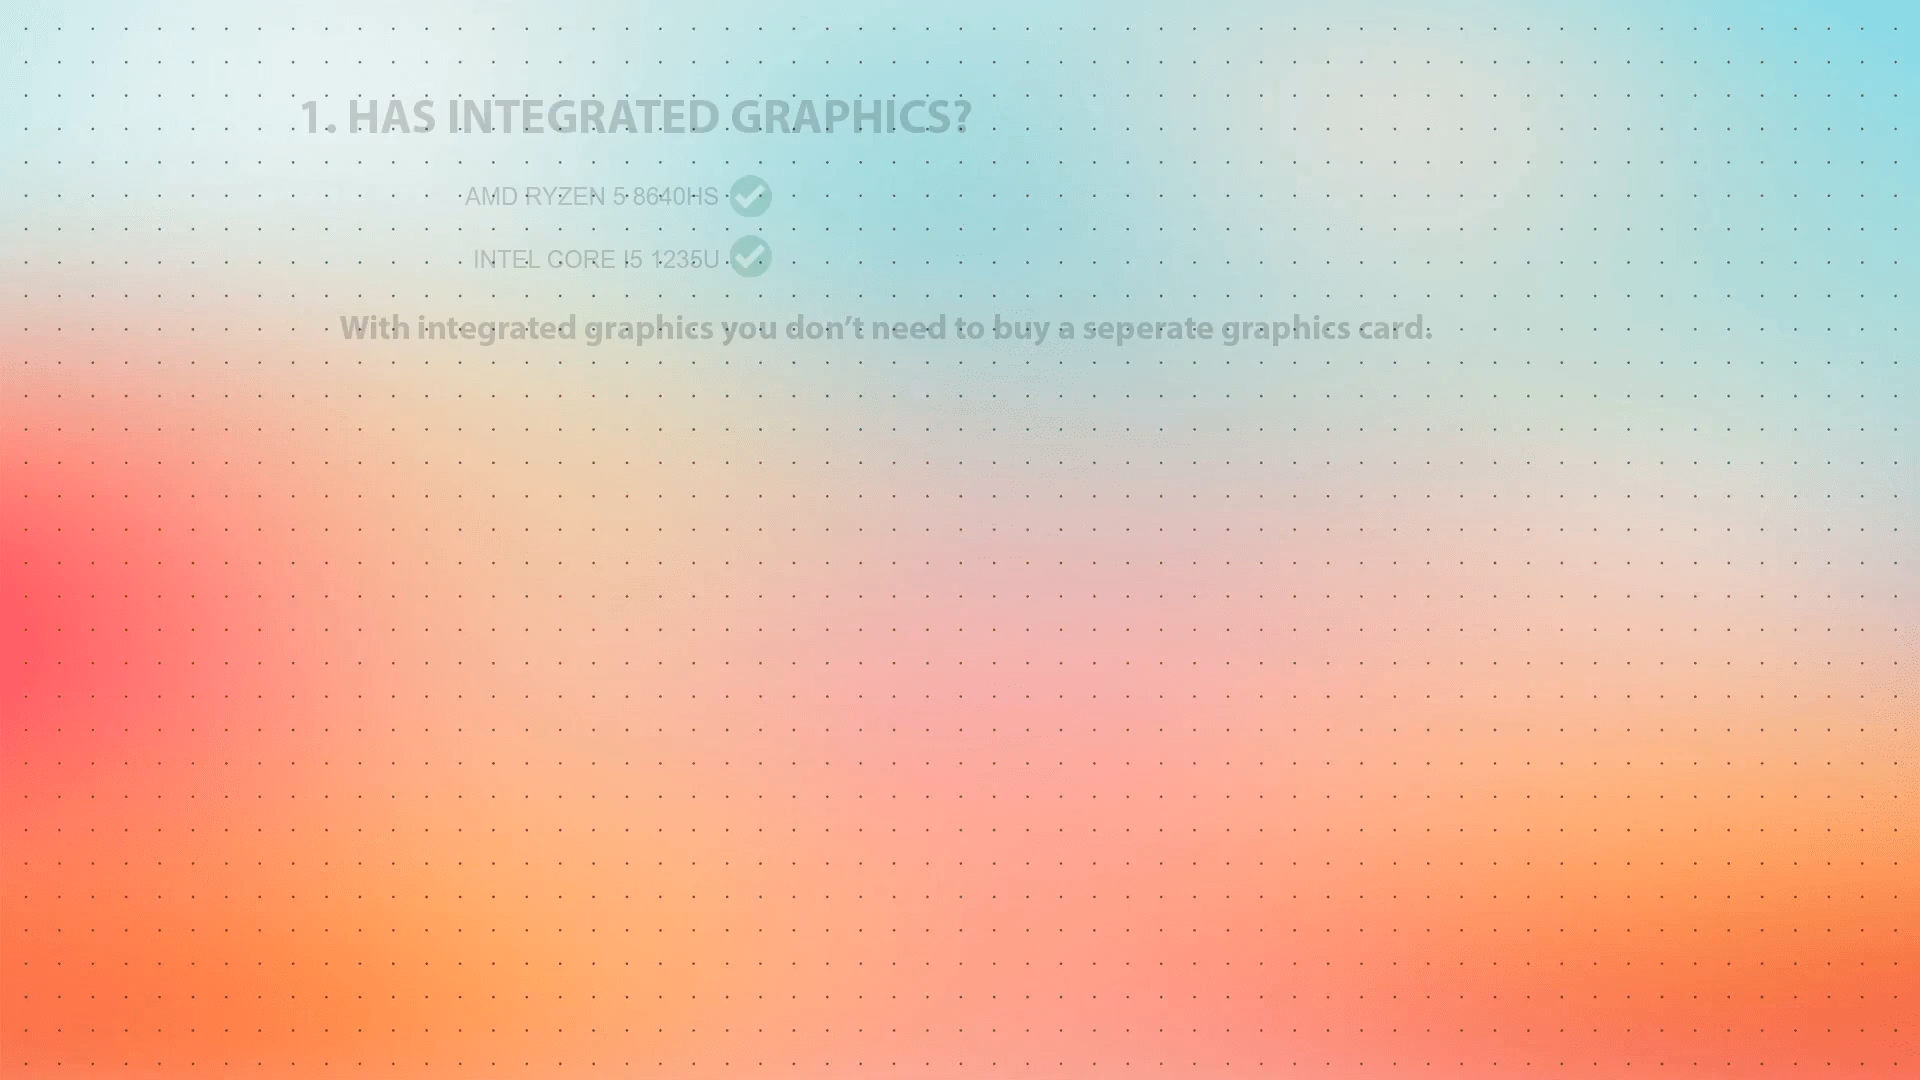 1. HAS INTEGRATED GRAPHICS?
AMD RYZEN 5 8640HS
INTEL CORE I5 1235U
With integrated graphics you don’t need to buy a seperate graphics card.